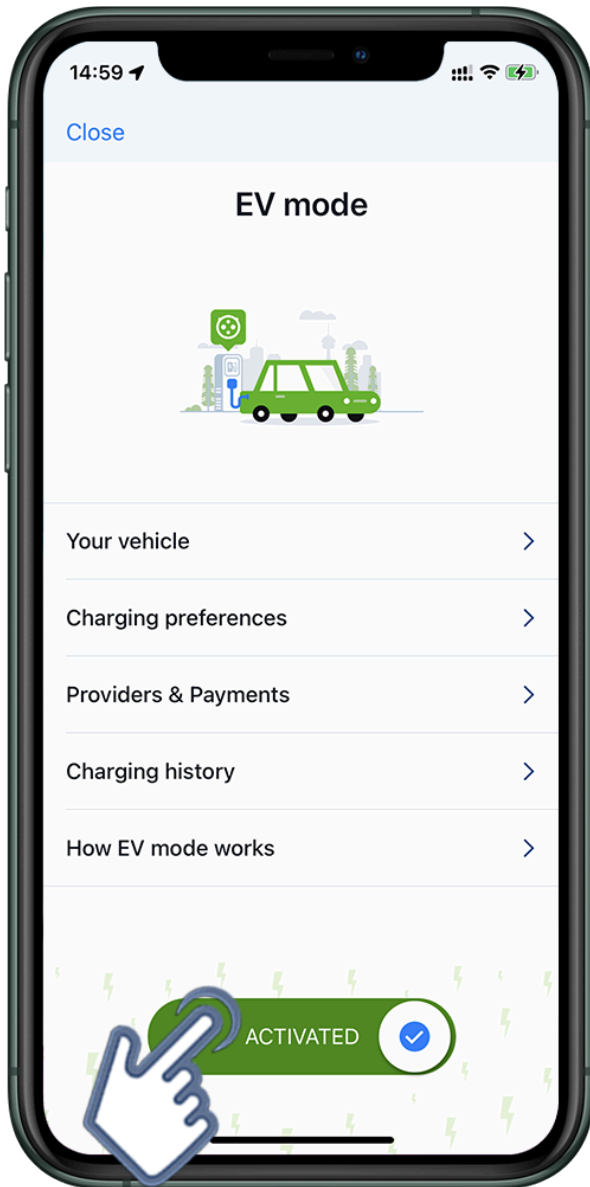 14:59
Close
EV mode
Your vehicle
Charging preferences
Providers & Payments
Charging history
How EV mode works
ACTIVATED